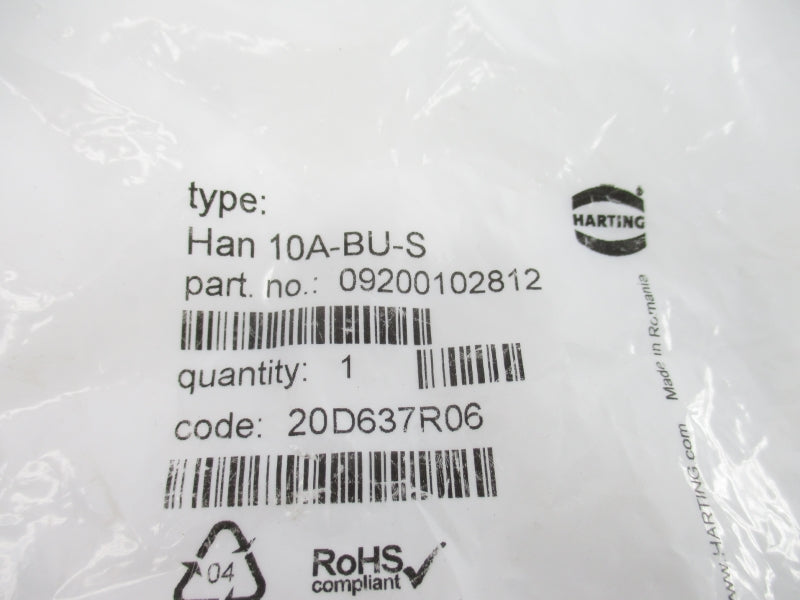 type:
Han 10A-BU-S
part. no.: 09200102812
quantity: 1
code: 20D637R06
04
RoHS
compliant
HARTING
Made in Romania
www.HARTING.com